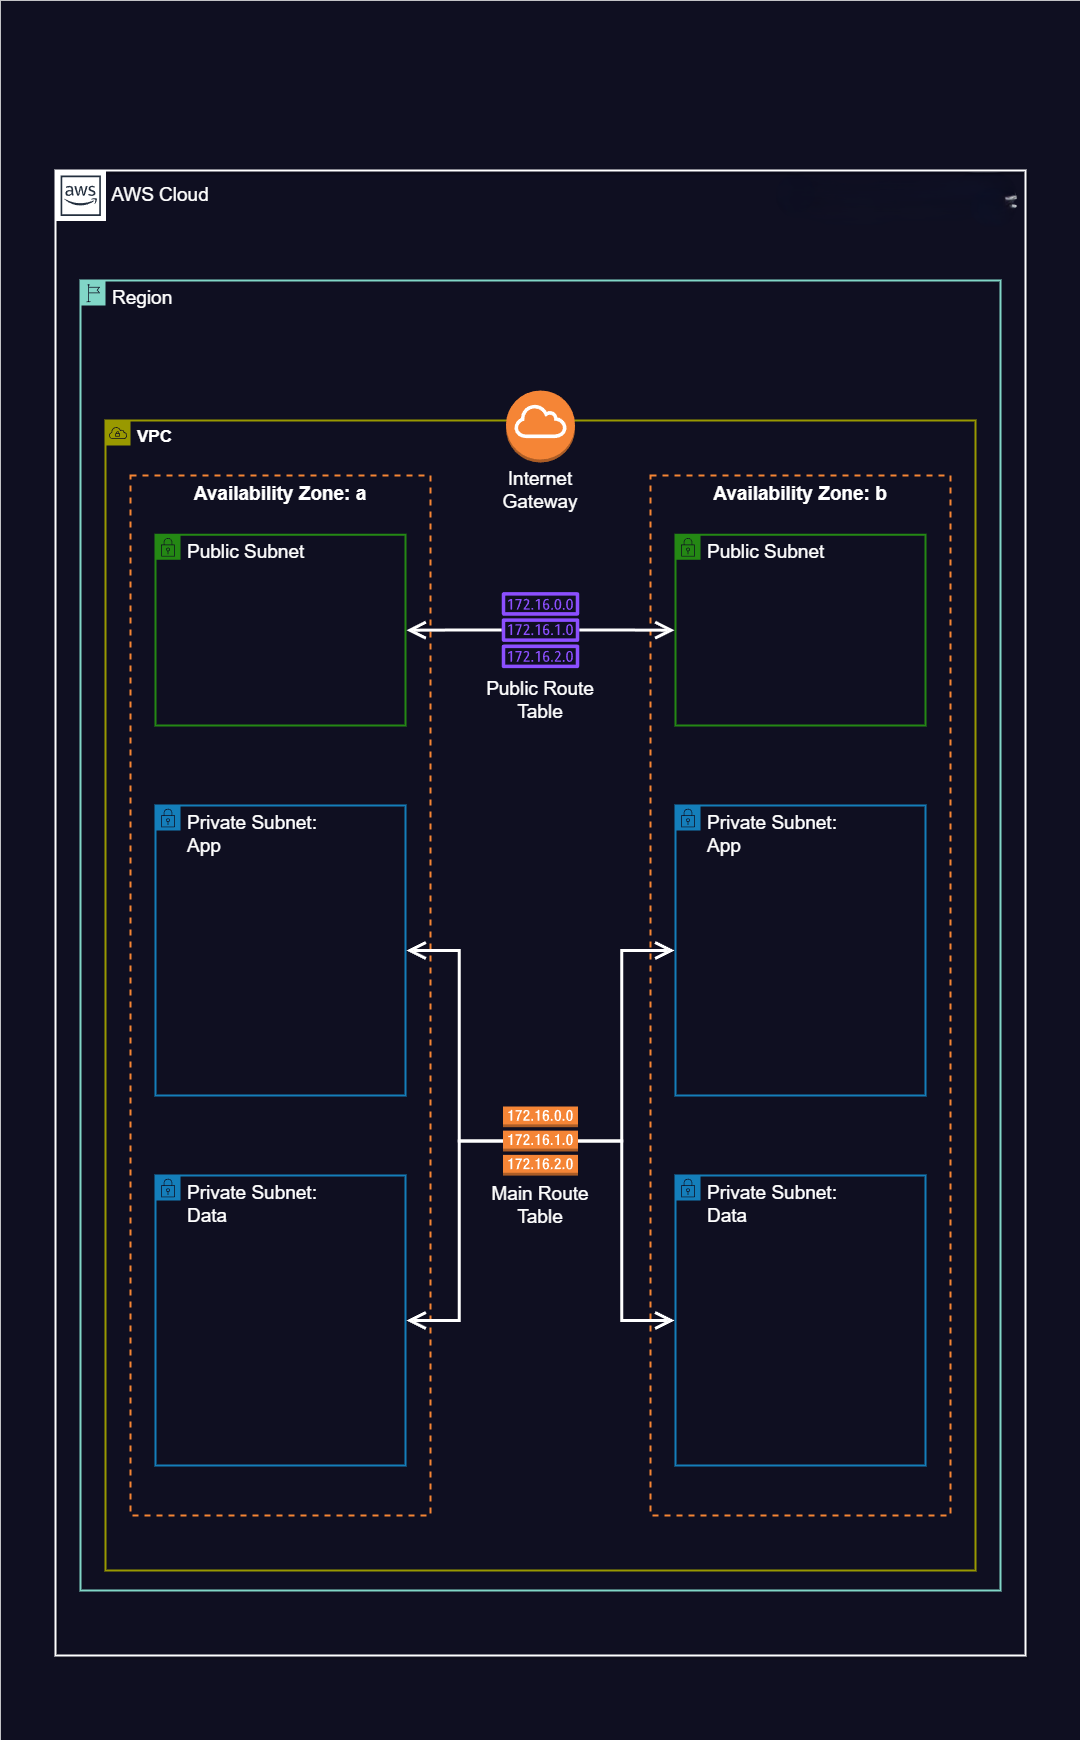 aws
AWS Cloud
Region
VPC
Internet
Gateway
Availability Zone: a
Availability Zone: b
Public Subnet
Public Subnet
172.16.0.0
172.16.1.0
172.16.2.0
Public Route
Table
Private Subnet:
App
Private Subnet:
App
172.16.0.0
172.16.1.0
172.16.2.0
Main Route
Table
Private Subnet:
Data
Private Subnet:
Data